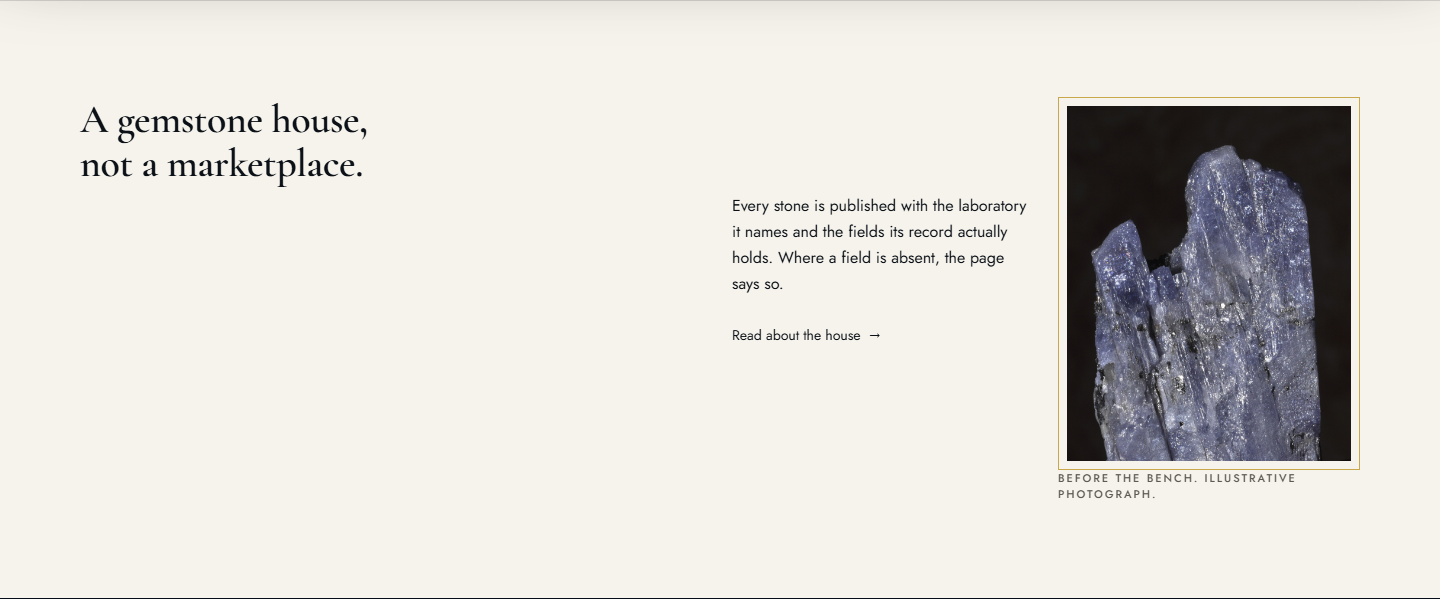 A gemstone house,
not a marketplace.
Every stone is published with the laboratory
it names and the fields its record actually
holds. Where a field is absent, the page
says so.
Read about the house →
BEFORE THE BENCH. ILLUSTRATIVE
PHOTOGRAPH.